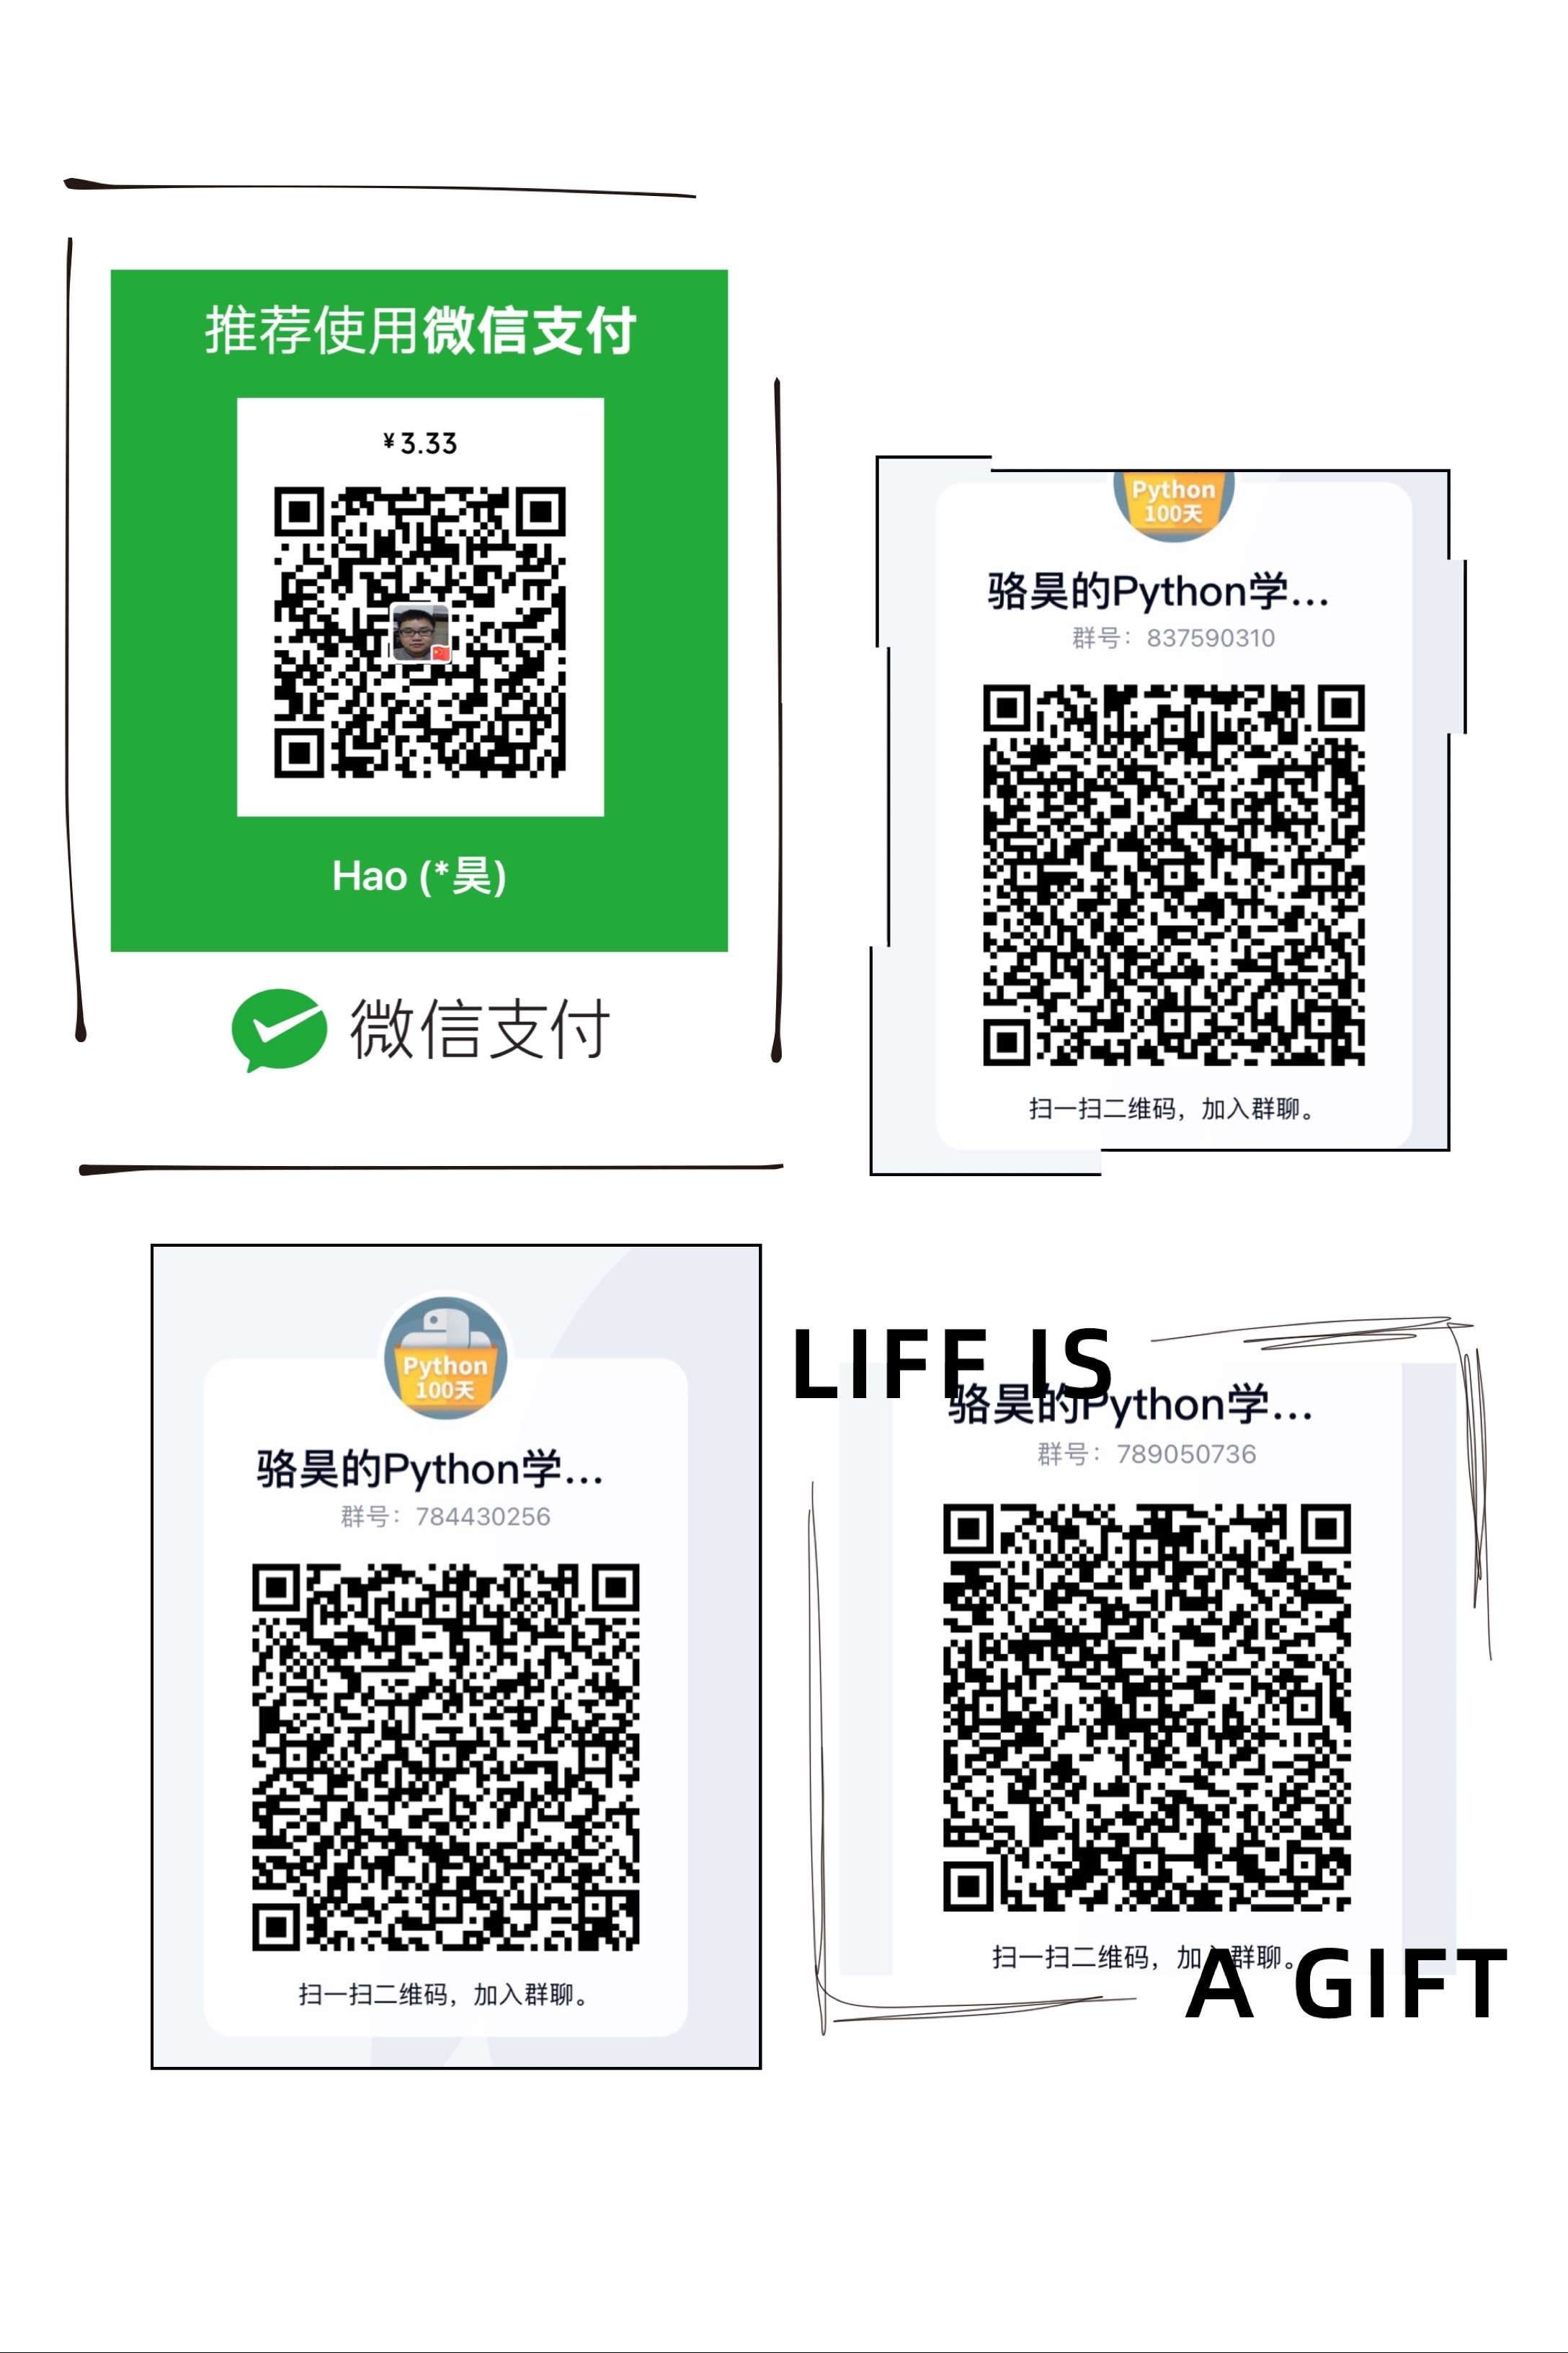 推荐使用微信支付
¥3.33
Hao (*昊)
微信支付
Python
100天
骆昊的Python学...
群号：837590310
扫一扫二维码，加入群聊。
Python
100天
骆昊的Python学...
群号：784430256
扫一扫二维码，加入群聊。
LIFE IS
骆昊的Python学...
群号：789050736
扫一扫二维码，加入群聊。
A GIFT